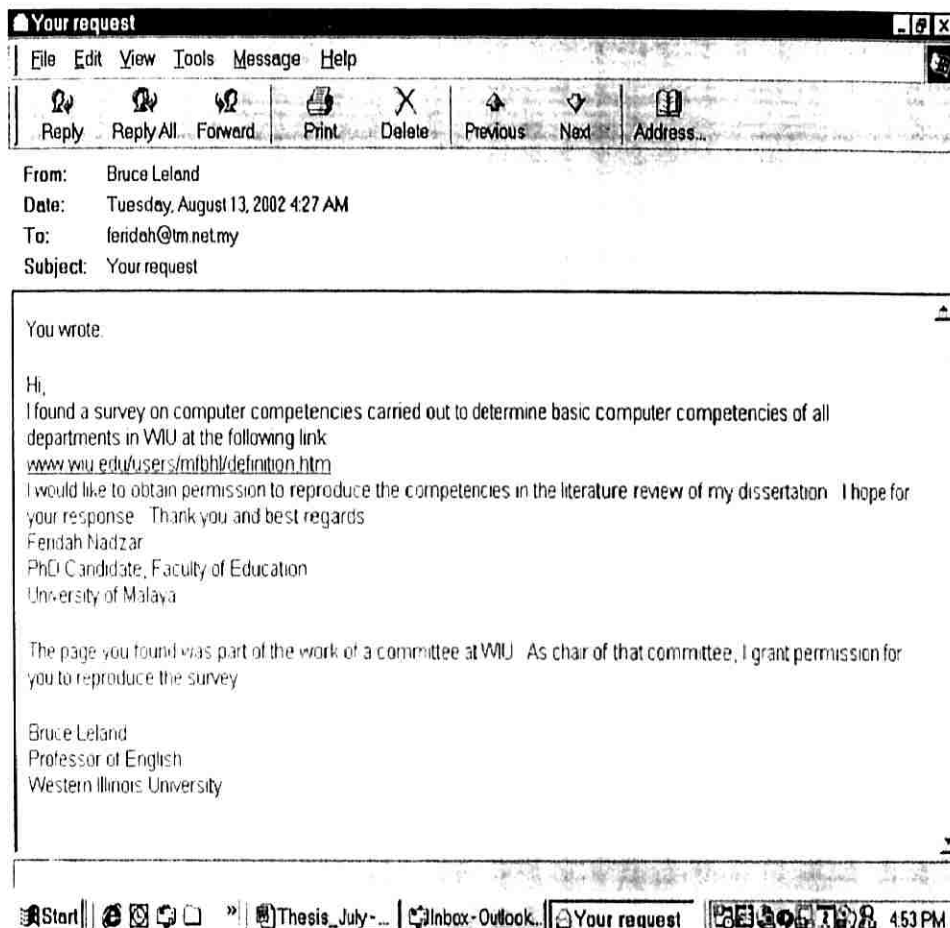 Your request
File Edit View Tools Message Help
Reply Reply All Forward Print Delete Previous Next Address...
From: Bruce Leland
Date: Tuesday, August 13, 2002 4:27 AM
To: feridah@tm.net.my
Subject: Your request
You wrote.
Hi,
I found a survey on computer competencies carried out to determine basic computer competencies of all
departments in WIU at the following link
www.wiu.edu/users/mfbhl/definition.htm
I would like to obtain permission to reproduce the competencies in the literature review of my dissertation I hope for
your response Thank you and best regards
Feridah Nadzar
PhD Candidate, Faculty of Education
University of Malaya
The page you found was part of the work of a committee at WIU As chair of that committee, I grant permission for
you to reproduce the survey
Bruce Leland
Professor of English
Western Illinois University
Start » Thesis_July-... Inbox-Outlook.. Your request 4:53 PM